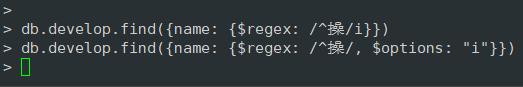 >
> db.develop.find({name: {$regex: /^操/i}})
> db.develop.find({name: {$regex: /^操/, $options: "i"}})
>